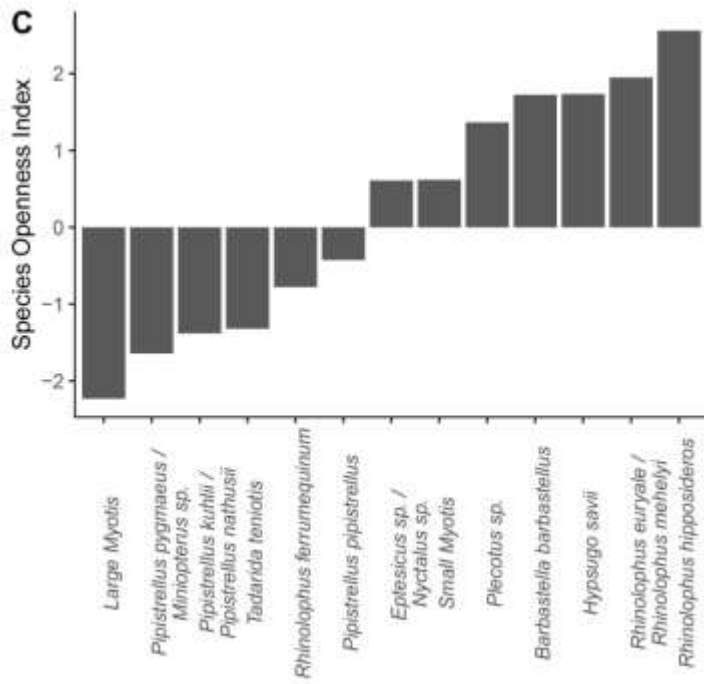 C
Species Openness Index
2
1
0
−1
−2
Large Myotis
Pipistrellus pygmaeus /
Miniopterus sp.
Pipistrellus kuhlii /
Pipistrellus nathusii
Tadarida teniotis
Rhinolophus ferrumequinum
Pipistrellus pipistrellus
Eptesicus sp. /
Nyctalus sp.
Small Myotis
Plecotus sp.
Barbastella barbastellus
Hypsugo savii
Rhinolophus euryale /
Rhinolophus mehelyi
Rhinolophus hipposideros